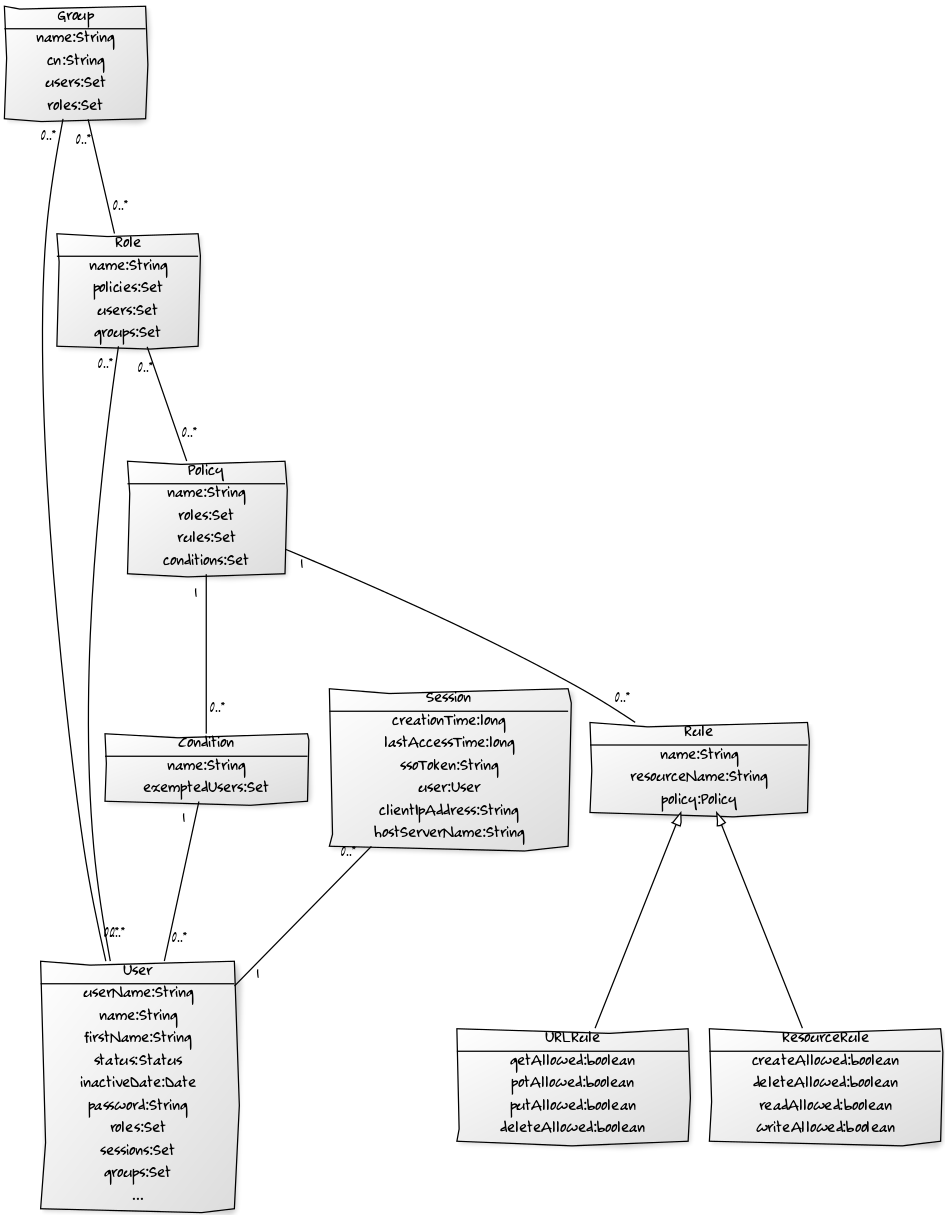 Group
name:String
cn:String
users:Set
roles:Set
0..*
0..*
0..*
Role
name:String
policies:Set
users:Set
groups:Set
0..*
0..*
0..*
Policy
name:String
roles:Set
rules:Set
conditions:Set
1
1
0..*
0..*
Condition
name:String
exemptedUsers:Set
1
Session
creationTime:long
lastAccessTime:long
ssoToken:String
user:User
clientIpAddress:String
hostServerName:String
0..*
Rule
name:String
resourceName:String
policy:Policy
0..*
1
User
userName:String
name:String
firstName:String
status:Status
inactiveDate:Date
password:String
roles:Set
sessions:Set
groups:Set
...
URLRule
getAllowed:boolean
potAllowed:boolean
putAllowed:boolean
deleteAllowed:boolean
ResourceRule
createAllowed:boolean
deleteAllowed:boolean
readAllowed:boolean
writeAllowed:boolean